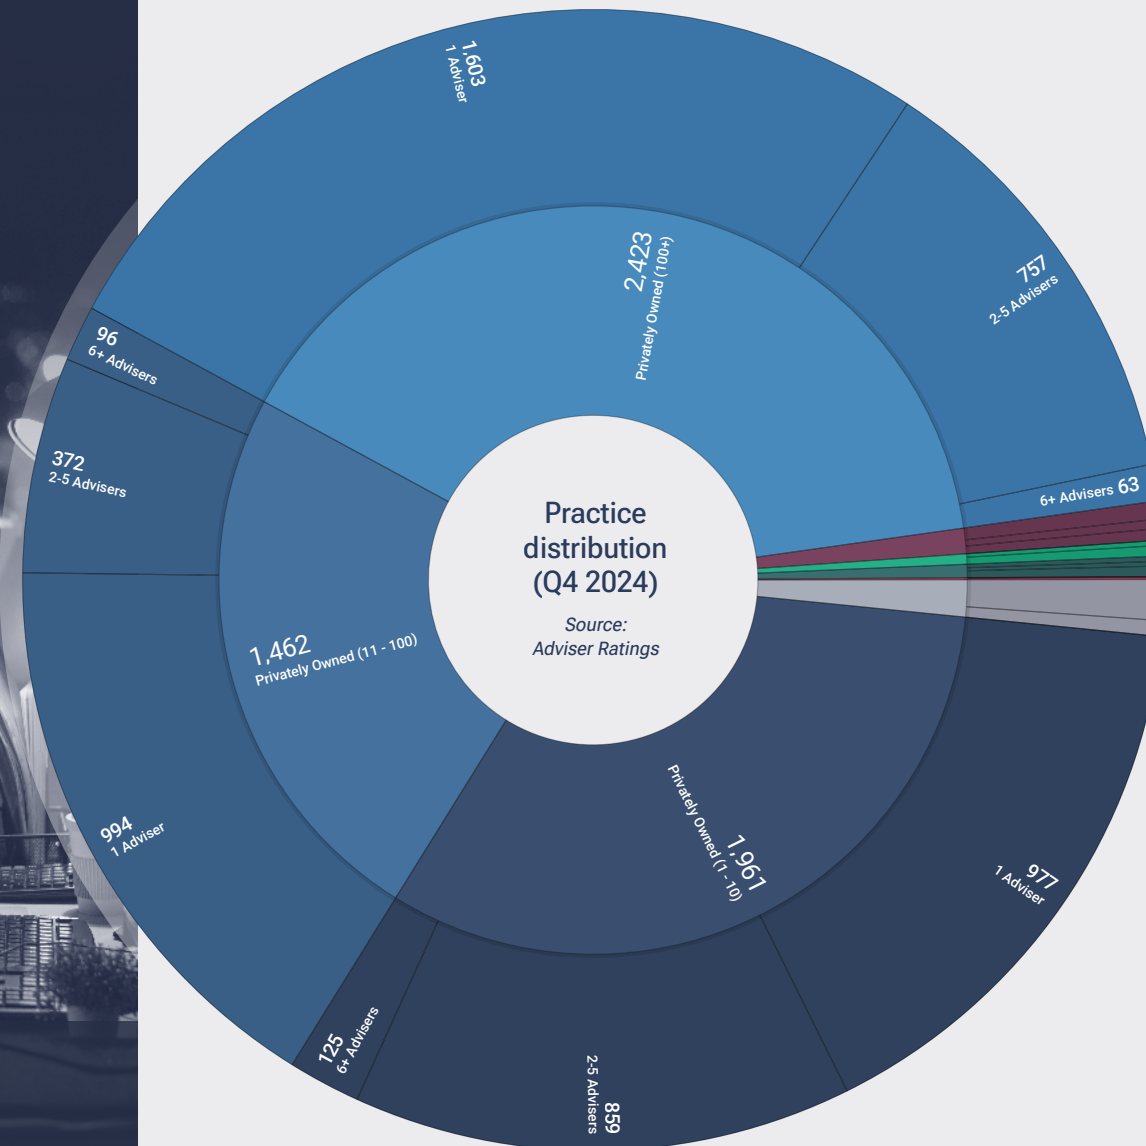 Practice
distribution
(Q4 2024)
Source:
Adviser Ratings
2,423
Privately Owned (100+)
1,603
1 Adviser
757
2-5 Advisers
6+ Advisers 63
1,462
Privately Owned (11 - 100)
96
6+ Advisers
372
2-5 Advisers
994
1 Adviser
1,961
Privately Owned (1 - 10)
125
6+ Advisers
859
2-5 Advisers
977
1 Adviser